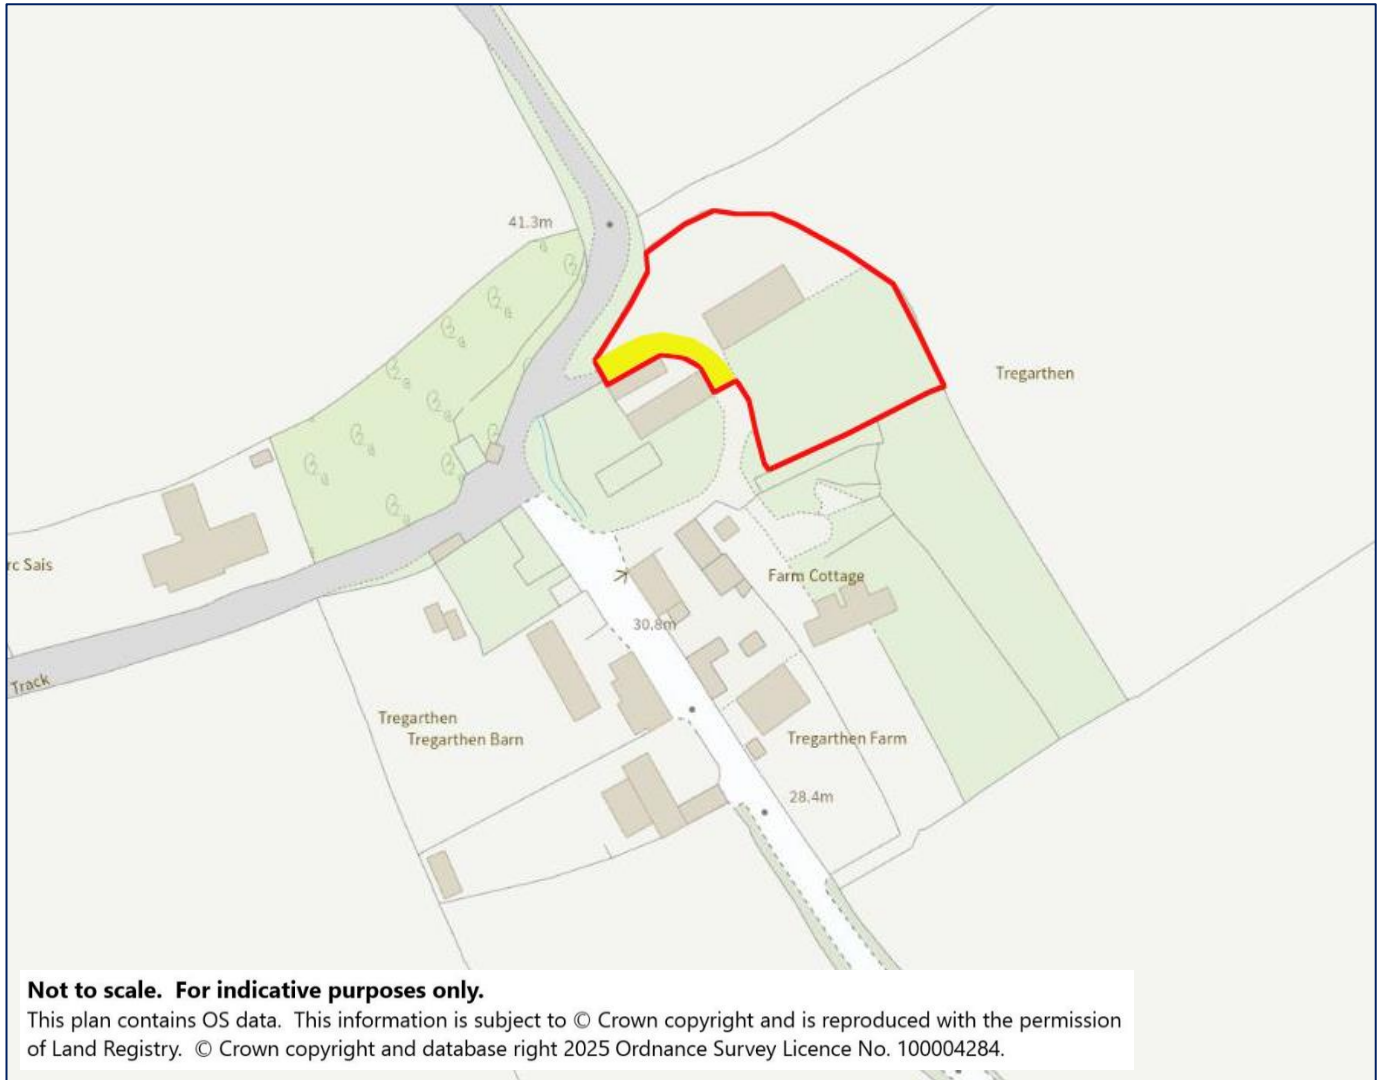 41.3m
Tregarthen
rc Sais
Farm Cottage
30.8m
Track
Tregarthen
Tregarthen Barn
Tregarthen Farm
28.4m
Not to scale. For indicative purposes only.
This plan contains OS data. This information is subject to © Crown copyright and is reproduced with the permission
of Land Registry. © Crown copyright and database right 2025 Ordnance Survey Licence No. 100004284.